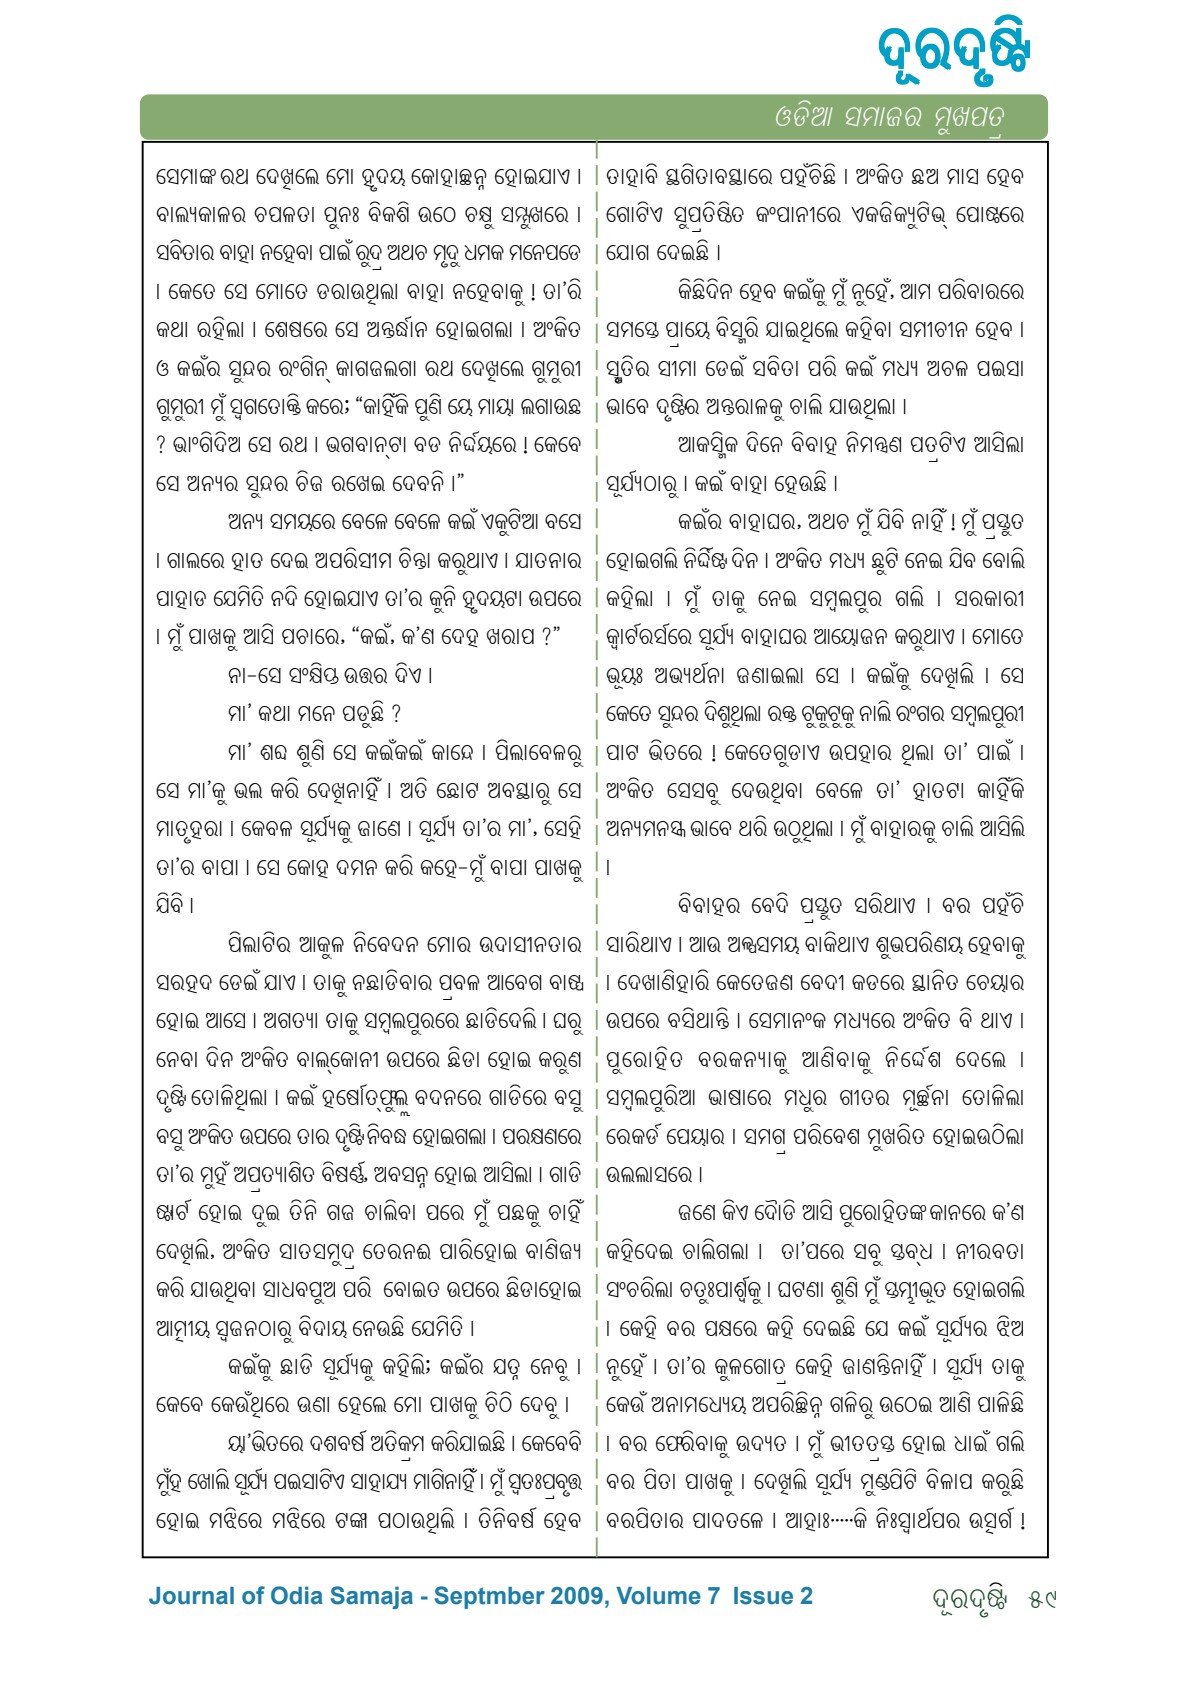 ଦୂରଦୃଷ୍ଟି
ଓଡିଆ ସମାଜର ମୁଖପତ୍ର
ସେମାଙ୍କ ରଥ ଦେଖିଲେ ମୋ ହୃଦୟ କୋହାଛନ୍ନ ହୋଇଯାଏ ।
ବାଲ୍ୟକାଳର ଚପଳତା ପୁନଃ ବିକଶି ଉଠେ ଚକ୍ଷୁ ସମ୍ମୁଖରେ ।
ସବିତାର ବାହା ନହେବା ପାଇଁ ରୁଦ୍ର ଅଥଚ ମୃଦୁ ଧମକ ମନେପଡେ
। କେତେ ସେ ମୋତେ ଡରାଉଥିଲା ବାହା ନହେବାକୁ ! ତା’ରି
କଥା ରହିଲା । ଶେଷରେ ସେ ଅନ୍ତର୍ଦ୍ଧାନ ହୋଇଗଲା । ଅଂକିତ
ଓ କଇଁର ସୁନ୍ଦର ରଂଗିନ୍ କାଗଜଲଗା ରଥ ଦେଖିଲେ ଗୁମୁରୀ
ଗୁମୁରୀ ମୁଁ ସ୍ୱଗତୋକ୍ତି କରେ; “କାହିଁକି ପୁଣି ୟେ ମାୟା ଲଗାଉଛ
? ଭାଂଗିଦିଅ ସେ ରଥ । ଭଗବାନ୍‌ଟା ବଡ ନିର୍ଦ୍ଦୟରେ ! କେବେ
ସେ ଅନ୍ୟର ସୁନ୍ଦର ଚିଜ ରଖେଇ ଦେବନି ।”
ଅନ୍ୟ ସମୟରେ ବେଳେ ବେଳେ କଇଁ ଏକୁଟିଆ ବସେ
। ଗାଲରେ ହାତ ଦେଇ ଅପରିସୀମ ଚିନ୍ତା କରୁଥାଏ । ଯାତନାର
ପାହାଡ ଯେମିତି ନଦି ହୋଇଯାଏ ତା’ର କୁନି ହୃଦୟଟା ଉପରେ
। ମୁଁ ପାଖକୁ ଆସି ପଚାରେ, “କଇଁ, କ’ଣ ଦେହ ଖରାପ ?”
ନା-ସେ ସଂକ୍ଷିପ୍ତ ଉତ୍ତର ଦିଏ ।
ମା’ କଥା ମନେ ପଡୁଛି ?
ମା’ ଶବ୍ଦ ଶୁଣି ସେ କଇଁକଇଁ କାନ୍ଦେ । ପିଲାବେଳରୁ
ସେ ମା’କୁ ଭଲ କରି ଦେଖିନାହିଁ । ଅତି ଛୋଟ ଅବସ୍ଥାରୁ ସେ
ମାତୃହରା । କେବଳ ସୂର୍ଯ୍ୟକୁ ଜାଣେ । ସୂର୍ଯ୍ୟ ତା’ର ମା’, ସେହି
ତା’ର ବାପା । ସେ କୋହ ଦମନ କରି କହେ-ମୁଁ ବାପା ପାଖକୁ
ଯିବି ।
ପିଲାଟିର ଆକୁଳ ନିବେଦନ ମୋର ଉଦାସୀନତାର
ସରହଦ ଡେଇଁ ଯାଏ । ତାକୁ ନଛାଡିବାର ପ୍ରବଳ ଆବେଗ ବାଷ୍ପ
ହୋଇ ଆସେ । ଅଗତ୍ୟା ତାକୁ ସମ୍ବଲପୁରରେ ଛାଡିଦେଲି । ଘରୁ
ନେବା ଦିନ ଅଂକିତ ବାଲ୍‌କୋନୀ ଉପରେ ଛିଡା ହୋଇ କରୁଣ
ଦୃଷ୍ଟି ତୋଳିଥିଲା । କଇଁ ହର୍ଷୋତ୍‌ଫୁଲ୍ଲ ବଦନରେ ଗାଡିରେ ବସୁ
ବସୁ ଅଂକିତ ଉପରେ ତାର ଦୃଷ୍ଟି ନିବଦ୍ଧ ହୋଇଗଲା । ପରକ୍ଷଣରେ
ତା’ର ମୁହଁ ଅପ୍ରତ୍ୟାଶିତ ବିଷର୍ଣ୍ଣ, ଅବସନ୍ନ ହୋଇ ଆସିଲା । ଗାଡି
ଷ୍ଟାର୍ଟ ହୋଇ ଦୁଇ ତିନି ଗଜ ଚାଲିବା ପରେ ମୁଁ ପଛକୁ ଚାହିଁ
ଦେଖିଲି, ଅଂକିତ ସାତସମୁଦ୍ର ତେରନଈ ପାରିହୋଇ ବାଣିଜ୍ୟ
କରି ଯାଉଥିବା ସାଧବପୁଅ ପରି ବୋଇତ ଉପରେ ଛିଡାହୋଇ
ଆତ୍ମୀୟ ସ୍ୱଜନଠାରୁ ବିଦାୟ ନେଉଛି ଯେମିତି ।
କଇଁକୁ ଛାଡି ସୂର୍ଯ୍ୟକୁ କହିଲି; କଇଁର ଯତ୍ନ ନେବୁ ।
କେବେ କେଉଁଥିରେ ଉଣା ହେଲେ ମୋ ପାଖକୁ ଚିଠି ଦେବୁ ।
ୟା’ଭିତରେ ଦଶବର୍ଷ ଅତିକ୍ରମ କରିଯାଇଛି । କେବେବି
ମୁଁହ ଖୋଲି ସୂର୍ଯ୍ୟ ପଇସାଟିଏ ସାହାଯ୍ୟ ମାଗିନାହିଁ । ମୁଁ ସ୍ୱତଃପ୍ରବୃତ୍ତ
ହୋଇ ମଝିରେ ମଝିରେ ଟଙ୍କା ପଠାଉଥିଲି । ତିନିବର୍ଷ ହେବ
ତାହାବି ସ୍ଥଗିତାବସ୍ଥାରେ ପହଁଚିଛି । ଅଂକିତ ଛଅ ମାସ ହେବ
ଗୋଟିଏ ସୁପ୍ରତିଷ୍ଠିତ କଂପାନୀରେ ଏକଜିକ୍ୟୁଟିଭ୍ ପୋଷ୍ଟରେ
ଯୋଗ ଦେଇଛି ।
କିଛିଦିନ ହେବ କଇଁକୁ ମୁଁ ନୁହେଁ, ଆମ ପରିବାରରେ
ସମସ୍ତେ ପ୍ରାୟେ ବିସ୍ମରି ଯାଇଥିଲେ କହିବା ସମୀଚୀନ ହେବ ।
ସ୍ମୃତିର ସୀମା ଡେଇଁ ସବିତା ପରି କଇଁ ମଧ୍ୟ ଅଚଳ ପଇସା
ଭାବେ ଦୃଷ୍ଟିର ଅନ୍ତରାଳକୁ ଚାଲି ଯାଉଥିଲା ।
ଆକସ୍ମିକ ଦିନେ ବିବାହ ନିମନ୍ତ୍ରଣ ପତ୍ରଟିଏ ଆସିଲା
ସୂର୍ଯ୍ୟଠାରୁ । କଇଁ ବାହା ହେଉଛି ।
କଇଁର ବାହାଘର, ଅଥଚ ମୁଁ ଯିବି ନାହିଁ ! ମୁଁ ପ୍ରସ୍ତୁତ
ହୋଇଗଲି ନିର୍ଦ୍ଦିଷ୍ଟ ଦିନ । ଅଂକିତ ମଧ୍ୟ ଛୁଟି ନେଇ ଯିବ ବୋଲି
କହିଲା । ମୁଁ ତାକୁ ନେଇ ସମ୍ବଲପୁର ଗଲି । ସରକାରୀ
କ୍ୱାର୍ଟରର୍ସରେ ସୂର୍ଯ୍ୟ ବାହାଘର ଆୟୋଜନ କରୁଥାଏ । ମୋତେ
ଭୂୟଃ ଅଭ୍ୟର୍ଥନା ଜଣାଇଲା ସେ । କଇଁକୁ ଦେଖିଲି । ସେ
କେତେ ସୁନ୍ଦର ଦିଶୁଥିଲା ରକ୍ତ ଟୁକୁଟୁକୁ ନାଲି ରଂଗର ସମ୍ବଲପୁରୀ
ପାଟ ଭିତରେ ! କେତେଗୁଡାଏ ଉପହାର ଥିଲା ତା’ ପାଇଁ ।
ଅଂକିତ ସେସବୁ ଦେଉଥିବା ବେଳେ ତା’ ହାତଟା କାହିଁକି
ଅନ୍ୟମନସ୍କ ଭାବେ ଥରି ଉଠୁଥିଲା । ମୁଁ ବାହାରକୁ ଚାଲି ଆସିଲି
।
ବିବାହର ବେଦି ପ୍ରସ୍ତୁତ ସରିଥାଏ । ବର ପହଁଚି
ସାରିଥାଏ । ଆଉ ଅଳ୍ପସମୟ ବାକିଥାଏ ଶୁଭପରିଣୟ ହେବାକୁ
। ଦେଖାଣିହାରି କେତେଜଣ ବେଦୀ କଡରେ ସ୍ଥାନିତ ଚେୟାର
ଉପରେ ବସିଥାନ୍ତି । ସେମାନଂକ ମଧ୍ୟରେ ଅଂକିତ ବି ଥାଏ ।
ପୁରୋହିତ ବରକନ୍ୟାକୁ ଆଣିବାକୁ ନିର୍ଦ୍ଦେଶ ଦେଲେ ।
ସମ୍ବଲପୁରିଆ ଭାଷାରେ ମଧୁର ଗୀତର ମୂର୍ଚ୍ଛନା ତୋଳିଲା
ରେକର୍ଡ ପେୟାର । ସମଗ୍ର ପରିବେଶ ମୁଖରିତ ହୋଇଉଠିଲା
ଉଲଲାସରେ ।
ଜଣେ କିଏ ଦୌଡି ଆସି ପୁରୋହିତଙ୍କ କାନରେ କ’ଣ
କହିଦେଇ ଚାଲିଗଲା । ତା’ପରେ ସବୁ ସ୍ତବ୍‌ଧ । ନୀରବତା
ସଂଚରିଲା ଚତୁଃପାର୍ଶ୍ୱକୁ । ଘଟଣା ଶୁଣି ମୁଁ ସ୍ତମ୍ଭୀଭୂତ ହୋଇଗଲି
। କେହି ବର ପକ୍ଷରେ କହି ଦେଇଛି ଯେ କଇଁ ସୂର୍ଯ୍ୟର ଝିଅ
ନୁହେଁ । ତା’ର କୁଳଗୋତ୍ର କେହି ଜାଣନ୍ତିନାହିଁ । ସୂର୍ଯ୍ୟ ତାକୁ
କେଉଁ ଅନାମଧ୍ୟେୟ ଅପରିଛିନ୍ନ ଗଳିରୁ ଉଠେଇ ଆଣି ପାଳିଛି
। ବର ଫେରିବାକୁ ଉଦ୍ୟତ । ମୁଁ ଭୀତତ୍ରସ୍ତ ହୋଇ ଧାଇଁ ଗଲି
ବର ପିତା ପାଖକୁ । ଦେଖିଲି ସୂର୍ଯ୍ୟ ମୁଣ୍ଡପିଟି ବିଳାପ କରୁଛି
ବରପିତାର ପାଦତଳେ । ଆହାଃ·····କି ନିଃସ୍ୱାର୍ଥପର ଉତ୍ସର୍ଗ !
Journal of Odia Samaja - Septmber 2009, Volume 7 Issue 2
ଦୂରଦୃଷ୍ଟି ୫୯